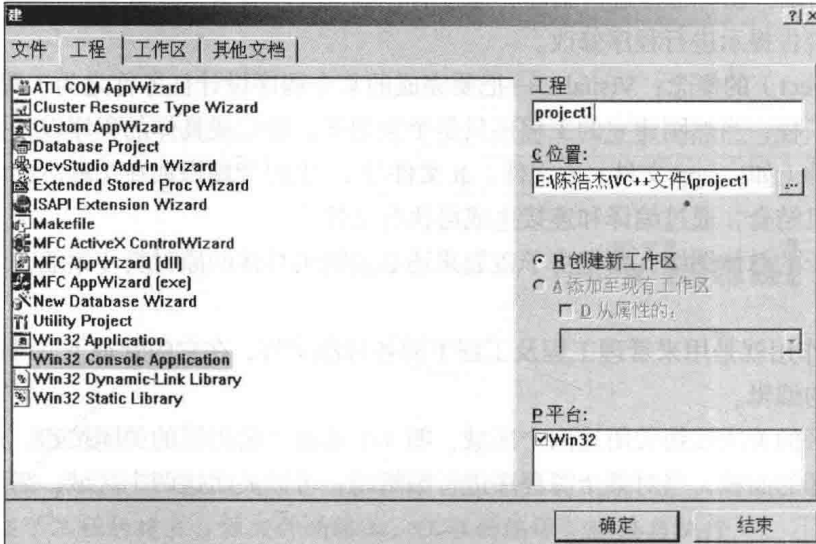 建
? | x
文件 工程 工作区 其他文档
ATL COM AppWizard
Cluster Resource Type Wizard
Custom AppWizard
Database Project
DevStudio Add-in Wizard
Extended Stored Proc Wizard
ISAPI Extension Wizard
Makefile
MFC ActiveX ControlWizard
MFC AppWizard (dll)
MFC AppWizard (exe)
New Database Wizard
Utility Project
Win32 Application
Win32 Console Application
Win32 Dynamic-Link Library
Win32 Static Library
工程
project1
C位置:
E:\陈浩杰\VC++文件\project1
...
R创建新工作区
A添加至现有工作区
D从属性的:
P平台:
Win32
确定
结束